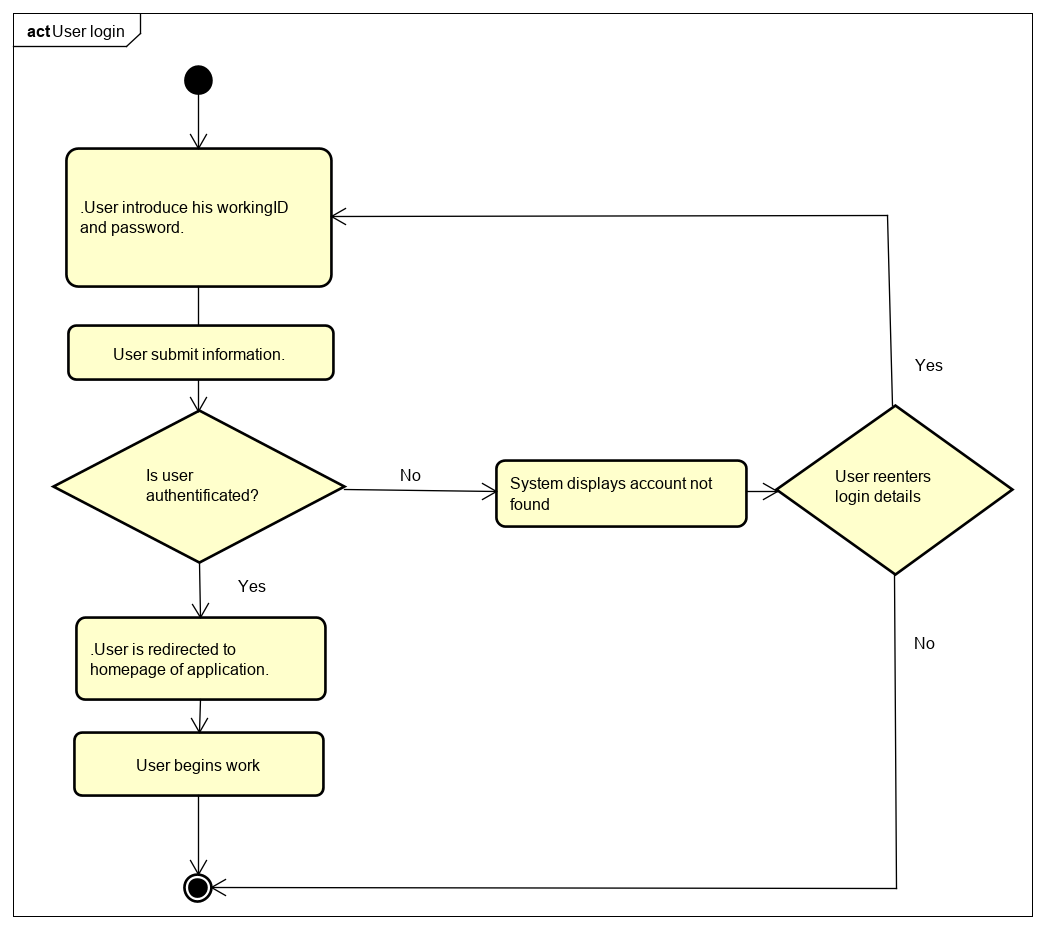 act User login
.User introduce his workingID
and password.
User submit information.
Is user
authentificated?
No
System displays account not
found
User reenters
login details
Yes
No
Yes
.User is redirected to
homepage of application.
User begins work